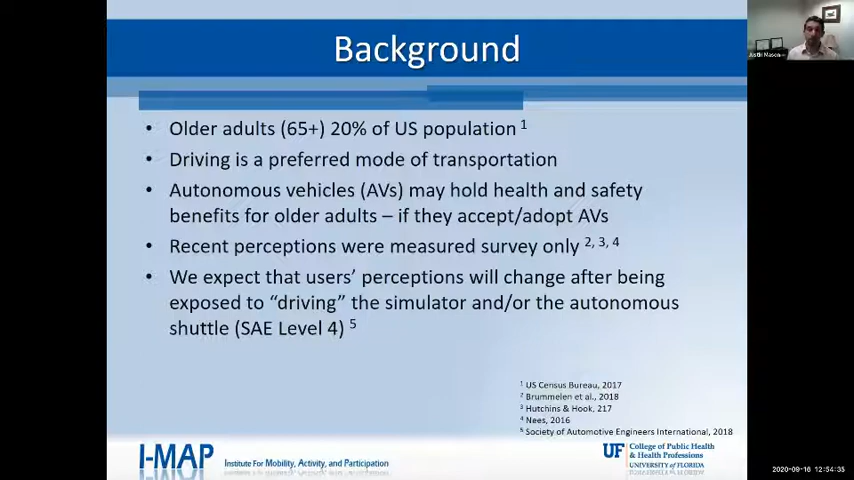 Background
• Older adults (65+) 20% of US population 1
• Driving is a preferred mode of transportation
• Autonomous vehicles (AVs) may hold health and safety
benefits for older adults – if they accept/adopt AVs
• Recent perceptions were measured survey only 2, 3, 4
• We expect that users’ perceptions will change after being
exposed to “driving” the simulator and/or the autonomous
shuttle (SAE Level 4) 5
1 US Census Bureau, 2017
2 Brummelen et al., 2018
3 Hutchins & Hook, 217
4 Nees, 2016
5 Society of Automotive Engineers International, 2018
I-MAP Institute For Mobility, Activity, and Participation
UF College of Public Health
& Health Professions
UNIVERSITY of FLORIDA
Justin Mason
2020-09-16 12:54:35